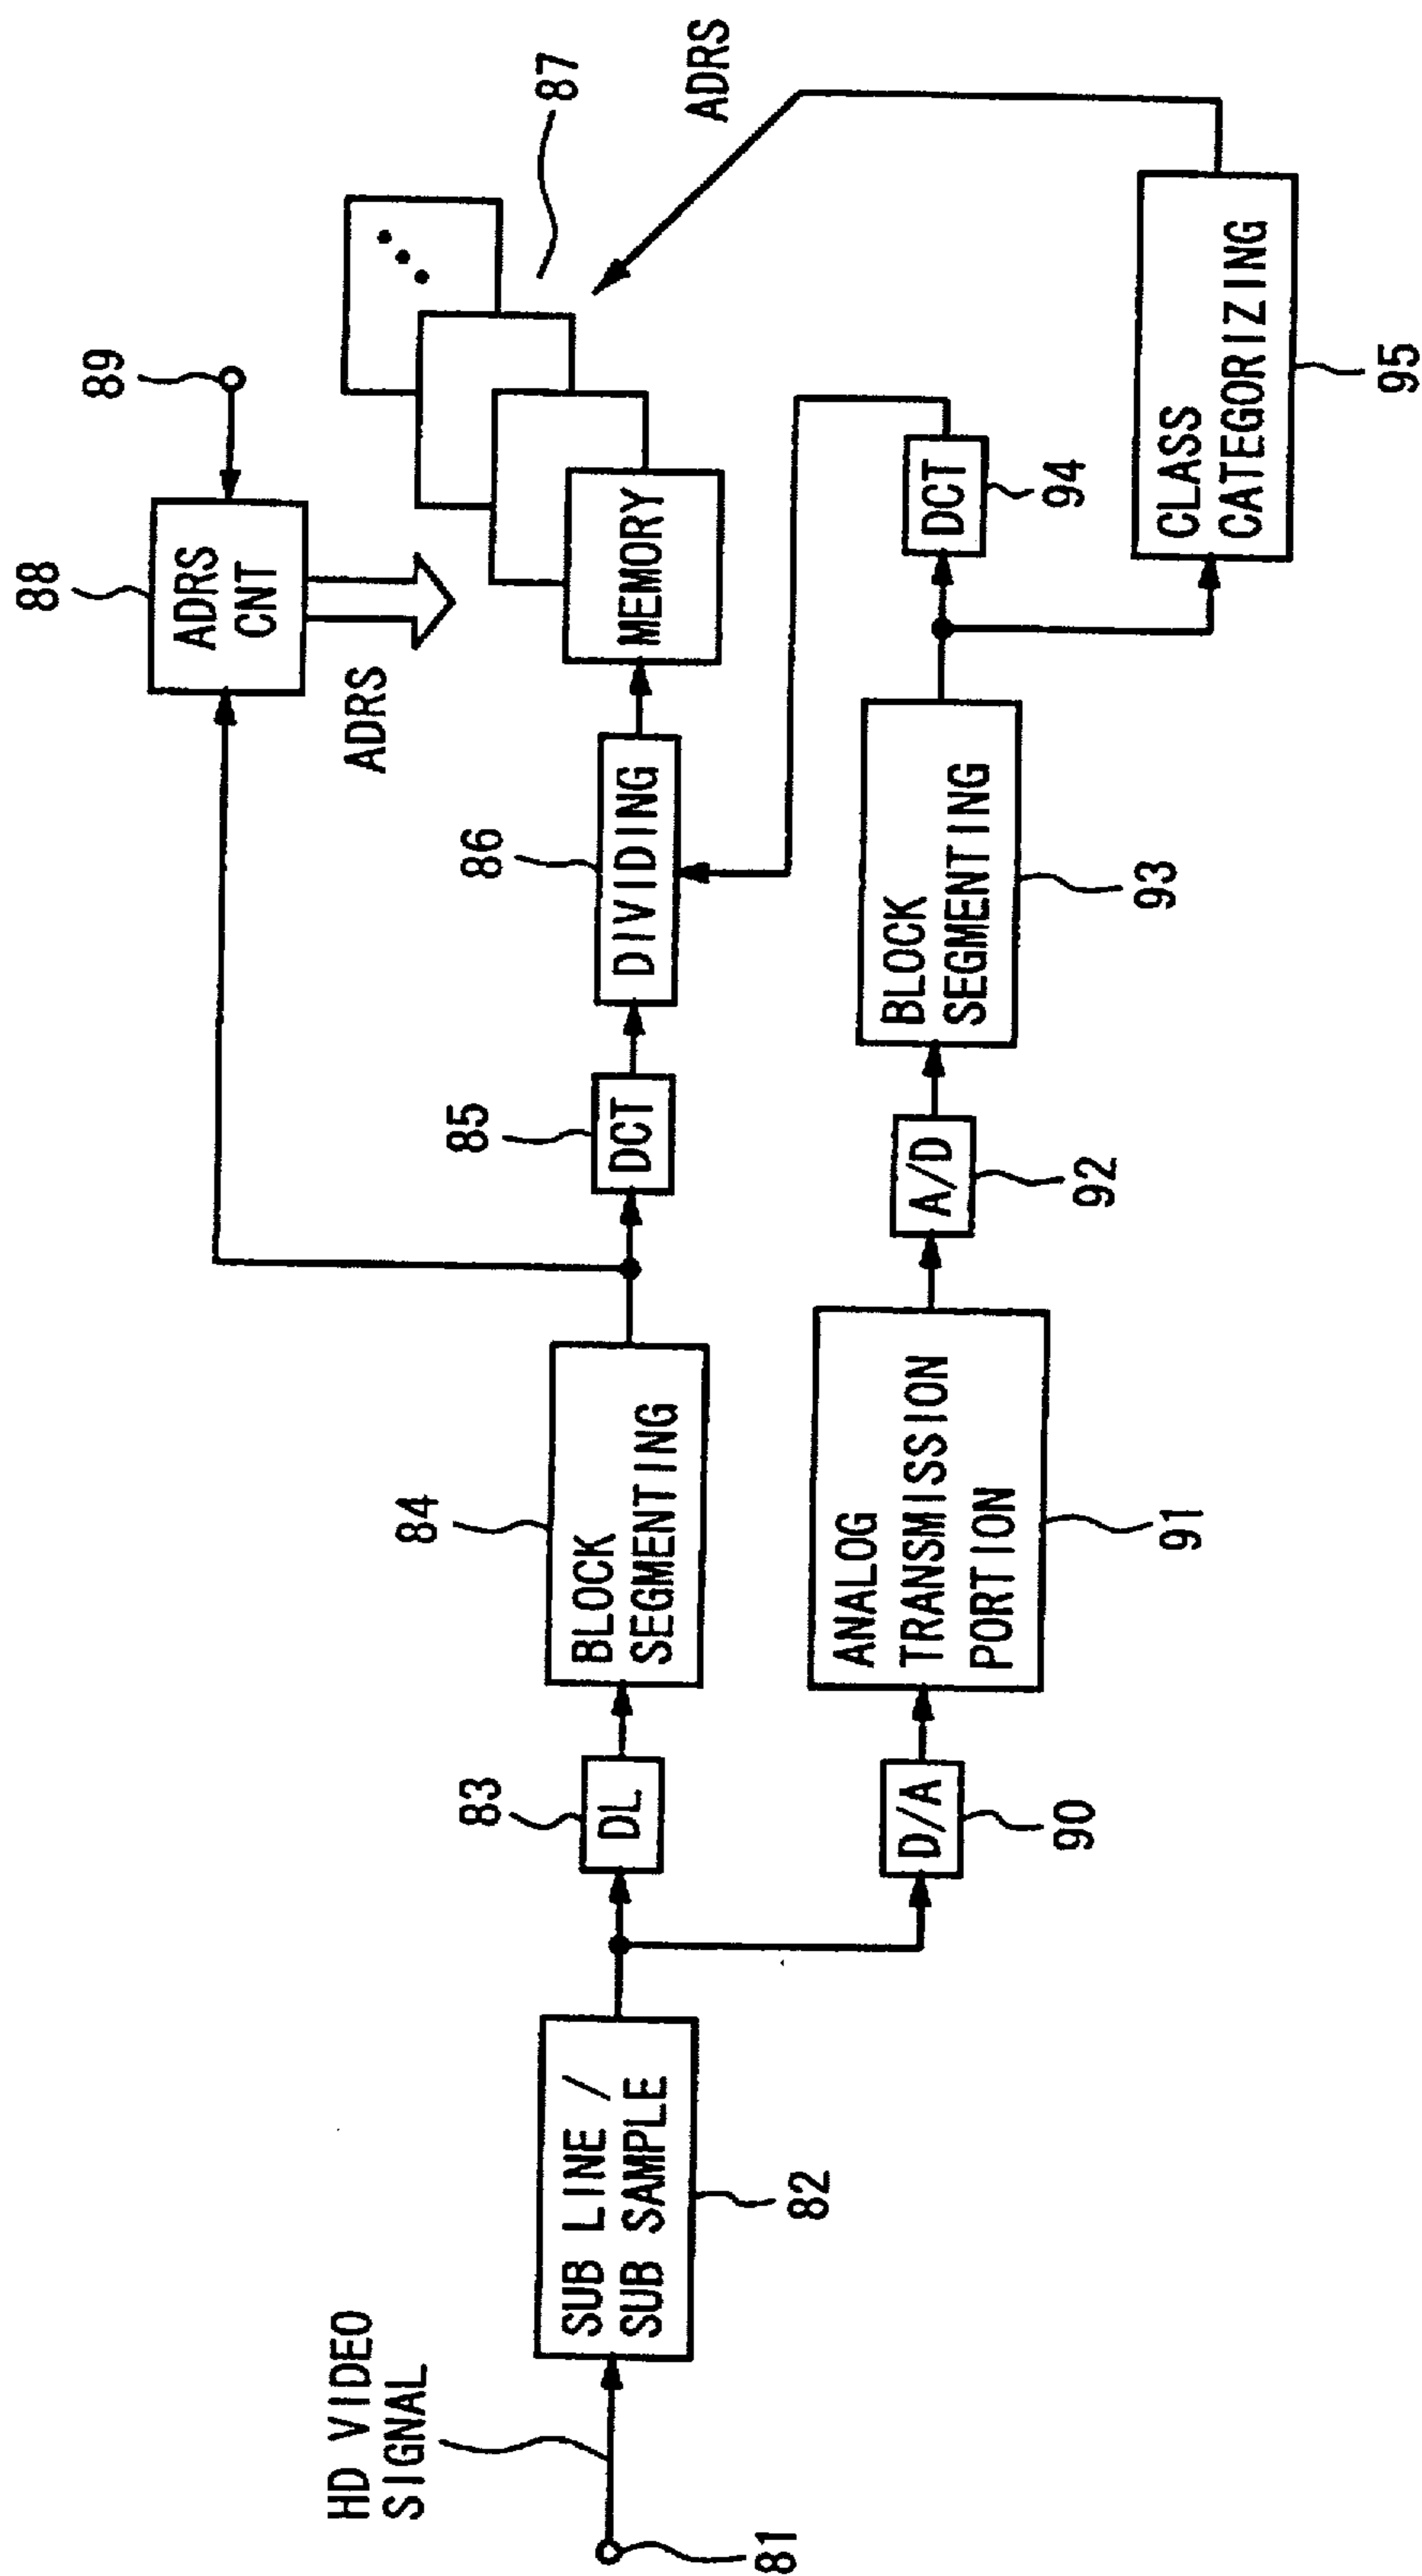 HD VIDEO
SIGNAL
81
SUB LINE /
SUB SAMPLE
82
83
DL
84
BLOCK
SEGMENTING
85
DCT
86
DIVIDING
MEMORY
87
88
ADRS
CNT
89
ADRS
ADRS
D/A
90
ANALOG
TRANSMISSION
PORTION
91
A/D
92
BLOCK
SEGMENTING
93
DCT
94
CLASS
CATEGORIZING
95